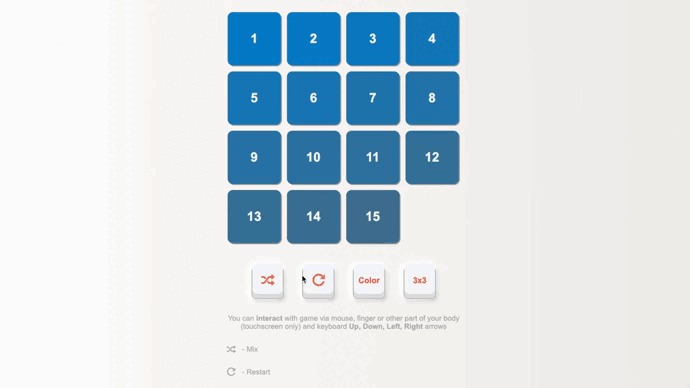 1 2 3 4
5 6 7 8
9 10 11 12
13 14 15
Color 3x3
You can interact with game via mouse, finger or other part of your body
(touchscreen only) and keyboard Up, Down, Left, Right arrows
- Mix
- Restart